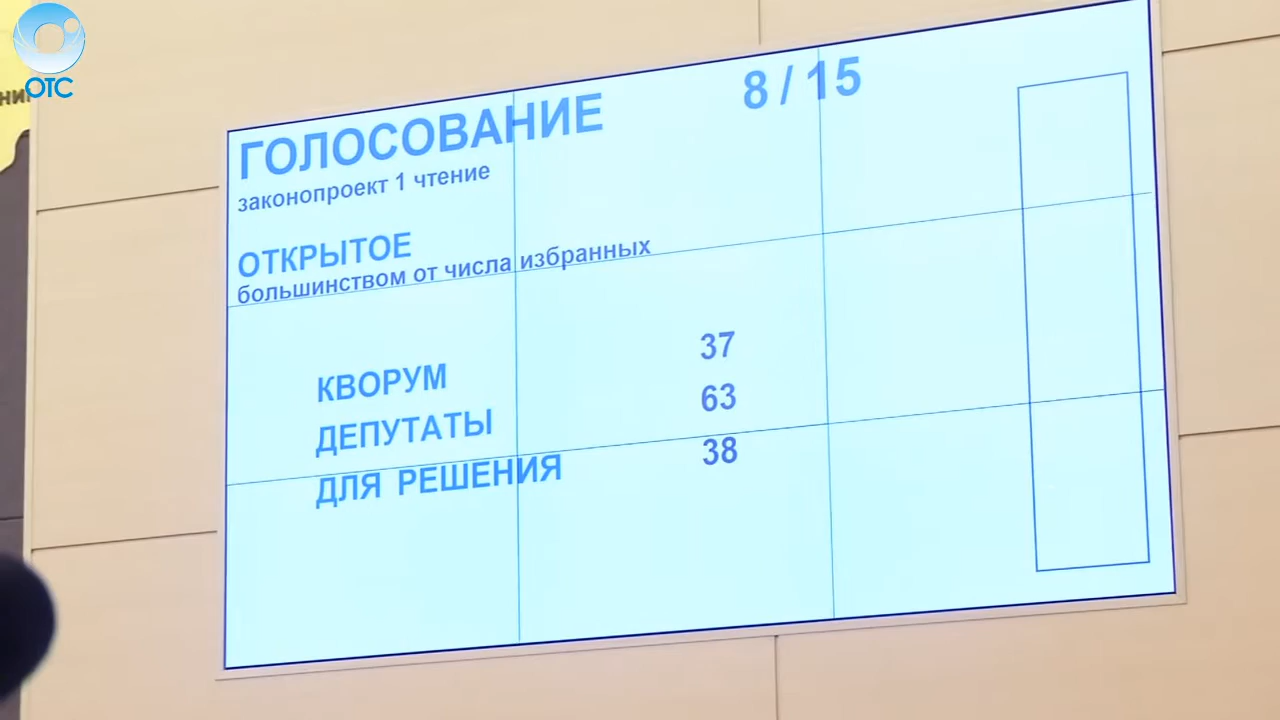 ОТС
ГОЛОСОВАНИЕ 8 / 15
законопроект 1 чтение
ОТКРЫТОЕ
большинством от числа избранных
КВОРУМ 37
ДЕПУТАТЫ 63
ДЛЯ РЕШЕНИЯ 38